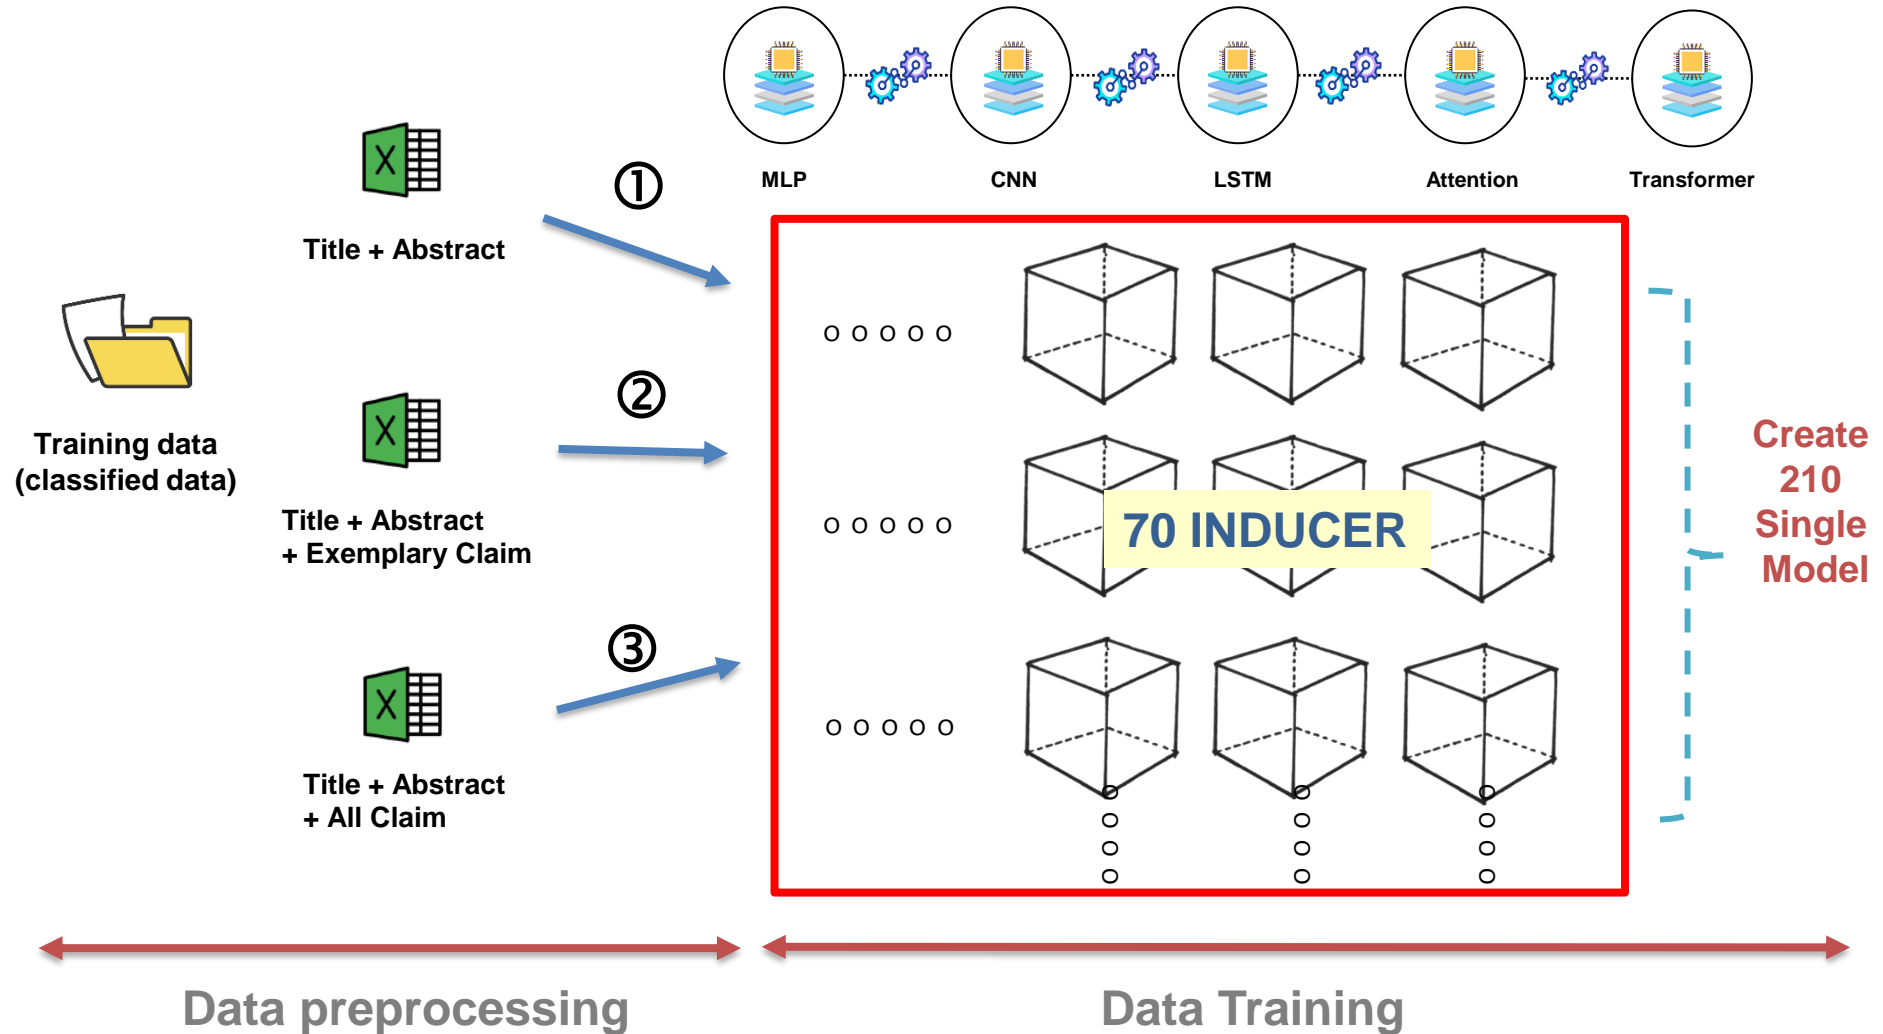 MLP
CNN
LSTM
Attention
Transformer
①
Title + Abstract
Training data
(classified data)
②
Title + Abstract
+ Exemplary Claim
③
Title + Abstract
+ All Claim
o o o o o
o o o o o
o o o o o
70 INDUCER
o o o
o o o
o o o
o o o
Create
210
Single
Model
Data preprocessing
Data Training